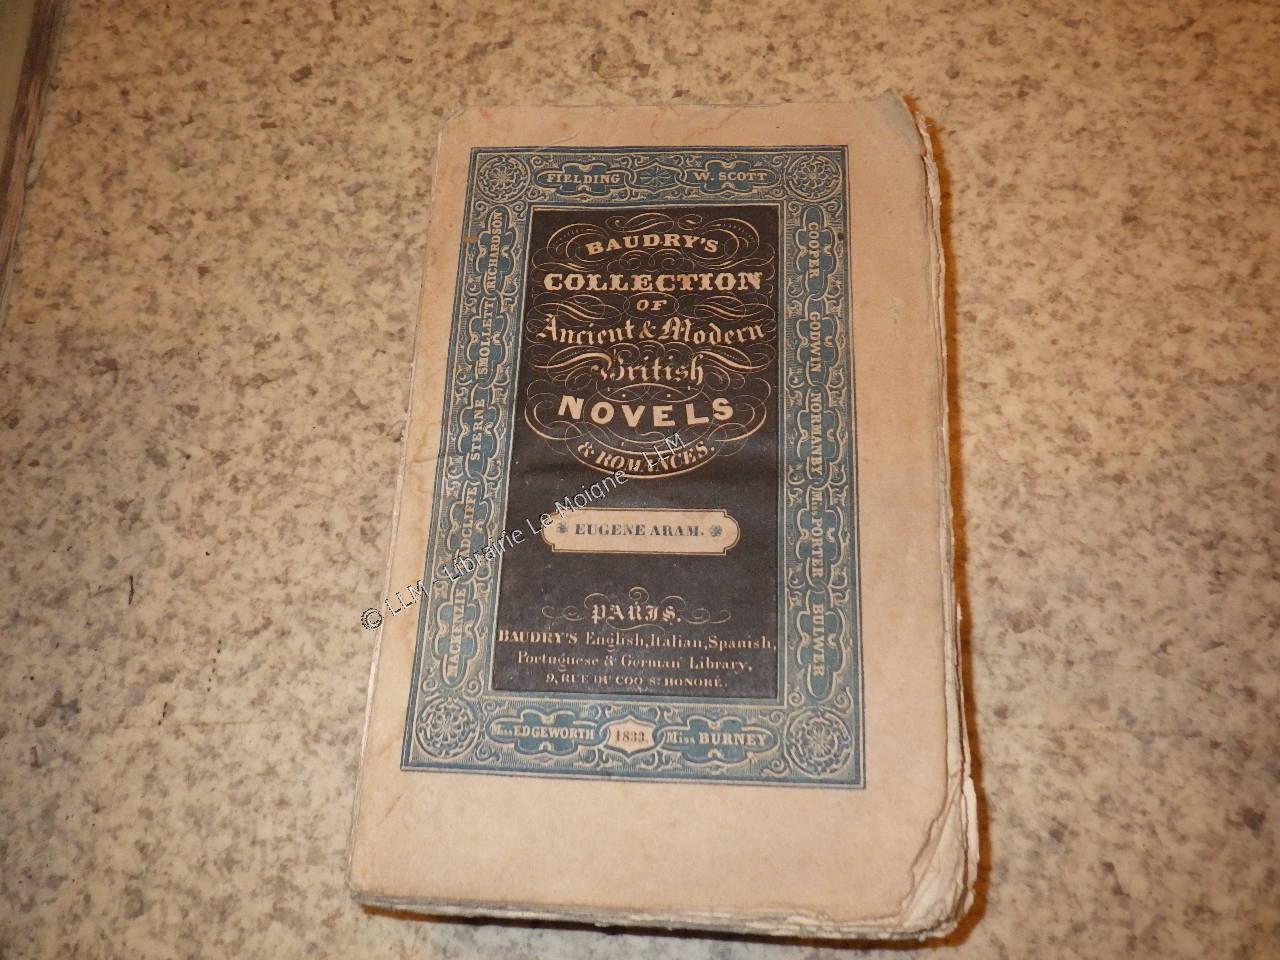 FIELDING W. SCOTT
RICHARDSON
SMOLLETT
STERNE
RADCLIFFE
MACKENZIE
BAUDRY'S
COLLECTION
OF
Ancient & Modern
British
NOVELS
& ROMANCES.
EUGENE ARAM.
PARIS.
BAUDRY'S English, Italian, Spanish,
Portuguese & German Library,
9, RUE DU COQ ST HONORÉ.
COOPER
GODWIN
NORMANBY
Miss PORTER
BULWER
Miss EDGEWORTH 1833. Miss BURNEY
© LLM - Librairie Le Moigne - LLM